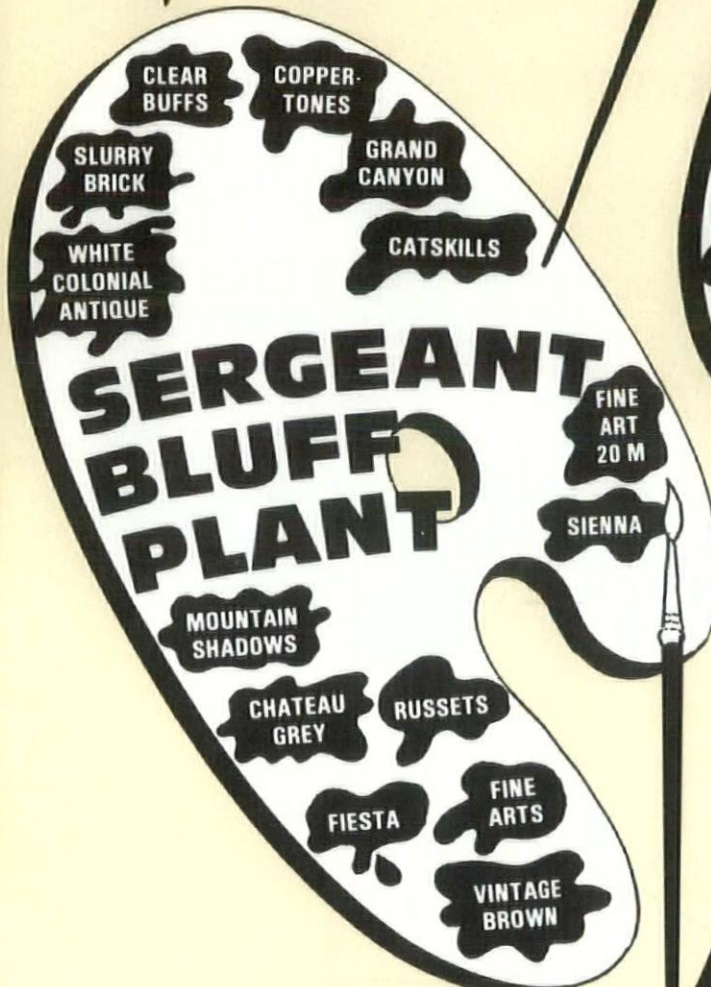 CLEAR
BUFFS
COPPER-
TONES
SLURRY
BRICK
GRAND
CANYON
WHITE
COLONIAL
ANTIQUE
CATSKILLS
SERGEANT
BLUFF
PLANT
FINE
ART
20 M
SIENNA
MOUNTAIN
SHADOWS
CHATEAU
GREY
RUSSETS
FIESTA
FINE
ARTS
VINTAGE
BROWN